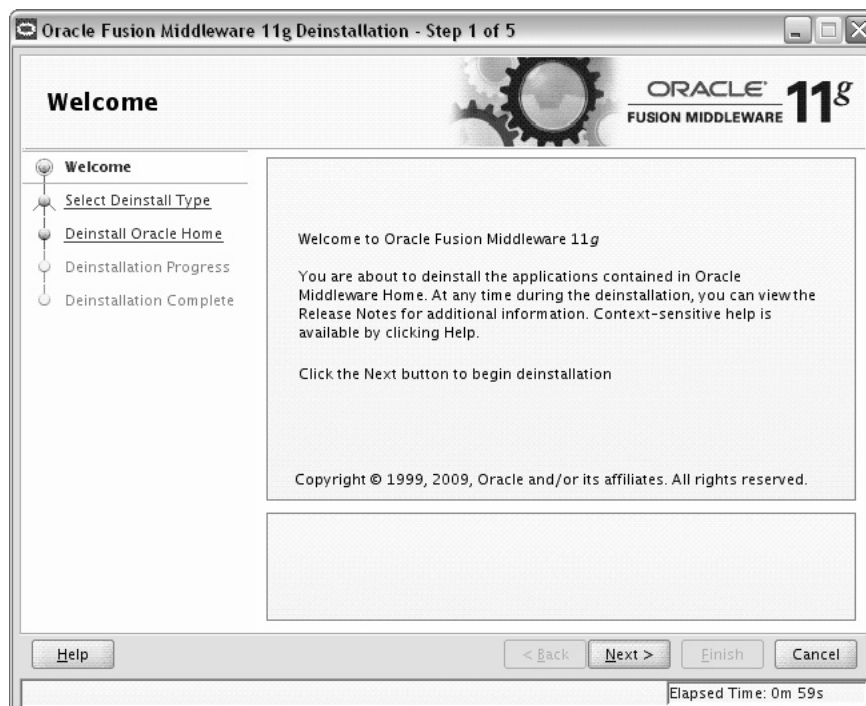 Oracle Fusion Middleware 11g Deinstallation - Step 1 of 5
Welcome
ORACLE® 11g
FUSION MIDDLEWARE
Welcome
Select Deinstall Type
Deinstall Oracle Home
Deinstallation Progress
Deinstallation Complete
Welcome to Oracle Fusion Middleware 11g
You are about to deinstall the applications contained in Oracle
Middleware Home. At any time during the deinstallation, you can view the
Release Notes for additional information. Context-sensitive help is
available by clicking Help.
Click the Next button to begin deinstallation
Copyright © 1999, 2009, Oracle and/or its affiliates. All rights reserved.
Help
< Back
Next >
Finish
Cancel
Elapsed Time: 0m 59s